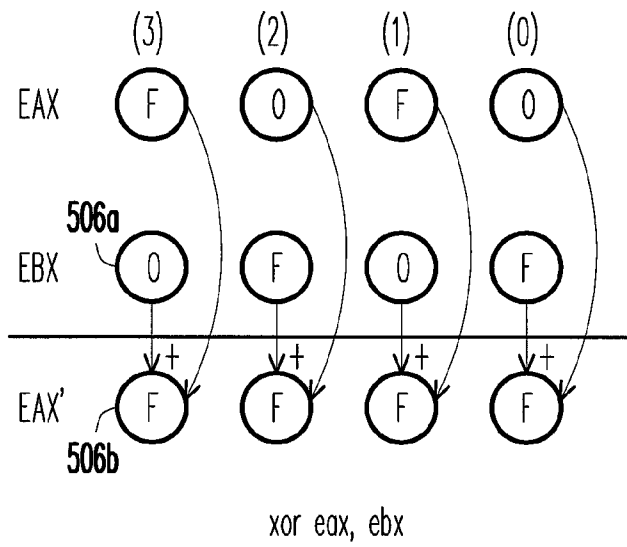 (3) (2) (1) (0)
EAX F 0 F 0
506a
EBX 0 F 0 F
+ + + +
EAX' F F F F
506b
xor eax, ebx